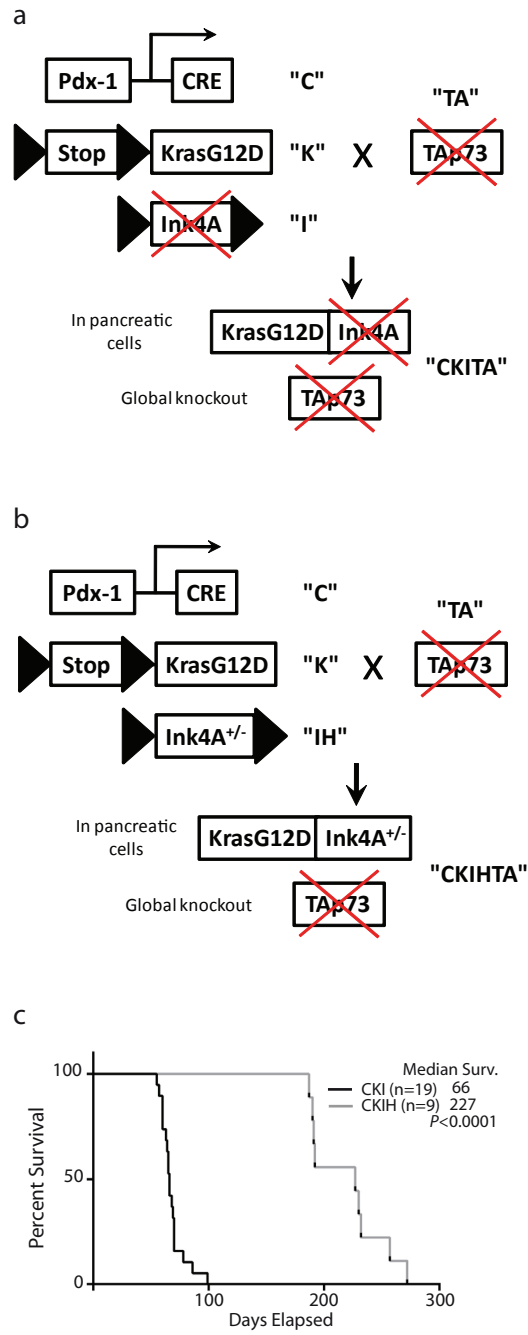 a
Pdx-1 CRE "C"
"TA"
Stop KrasG12D "K" X TAp73
Ink4A "I"
In pancreatic
cells
KrasG12D Ink4A
"CKITA"
Global knockout TAp73
b
Pdx-1 CRE "C"
"TA"
Stop KrasG12D "K" X TAp73
Ink4A+/- "IH"
In pancreatic
cells
KrasG12D Ink4A+/-
"CKIHTA"
Global knockout TAp73
c
Median Surv.
CKI (n=19) 66
CKIH (n=9) 227
P<0.0001
Percent Survival
100
50
0
100 200 300
Days Elapsed